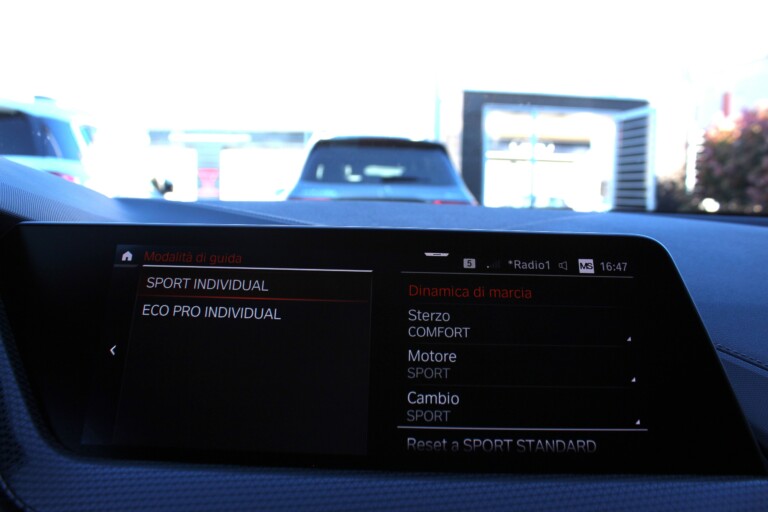 Modalità di guida
SPORT INDIVIDUAL
ECO PRO INDIVIDUAL
5 *Radio1 MS 16:47
Dinamica di marcia
Sterzo
COMFORT
Motore
SPORT
Cambio
SPORT
Reset a SPORT STANDARD